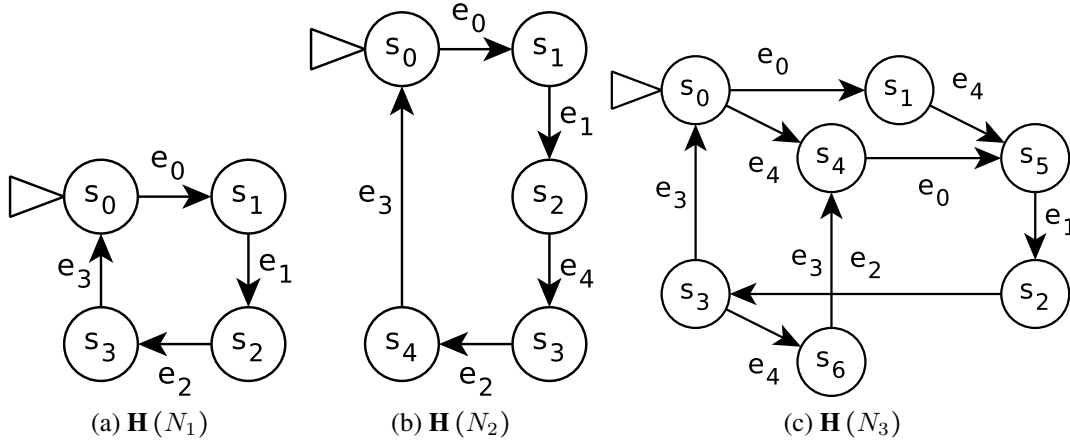 s0 e0 s1
e3 e1
s3 e2 s2
(a) H (N1)
s0 e0 s1
e1
s2
e3 e4
s4 e2 s3
(b) H (N2)
s0 e0 s1 e4
e4 s4 e0 s5
e3 e3 e2 e1
s3 s2
e4 s6
(c) H (N3)